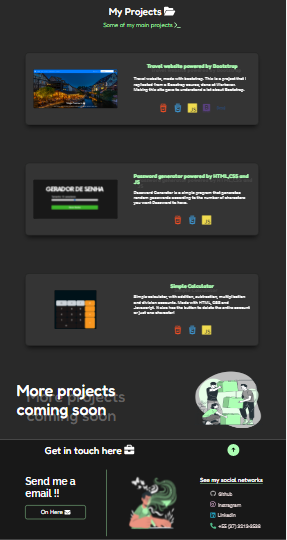 My Projects
Some of my main projects >_
Travel website powered by Bootstrap
Travel website, made with bootstrap. This is a project that I
replicated from a Bootstrap course, done at Workover.
Making this site gave to understand a lot about Bootstrap.
Password generator powered by HTML,CSS and
JS
GERADOR DE SENHA
Password Generator is a simple program that generates
random passwords according to the number of characters
you want Password to have.
Simple Calculator
Simple calculator, with addition, subtraction, multiplication
and division accounts. Made with HTML, CSS and
Javascript. It also has the button to delete the entire account
or just one character!
More projects
coming soon
More projects
coming soon
Get in touch here
Send me a
email !!
On Here
See my social networks
Github
Instagram
Linkedin